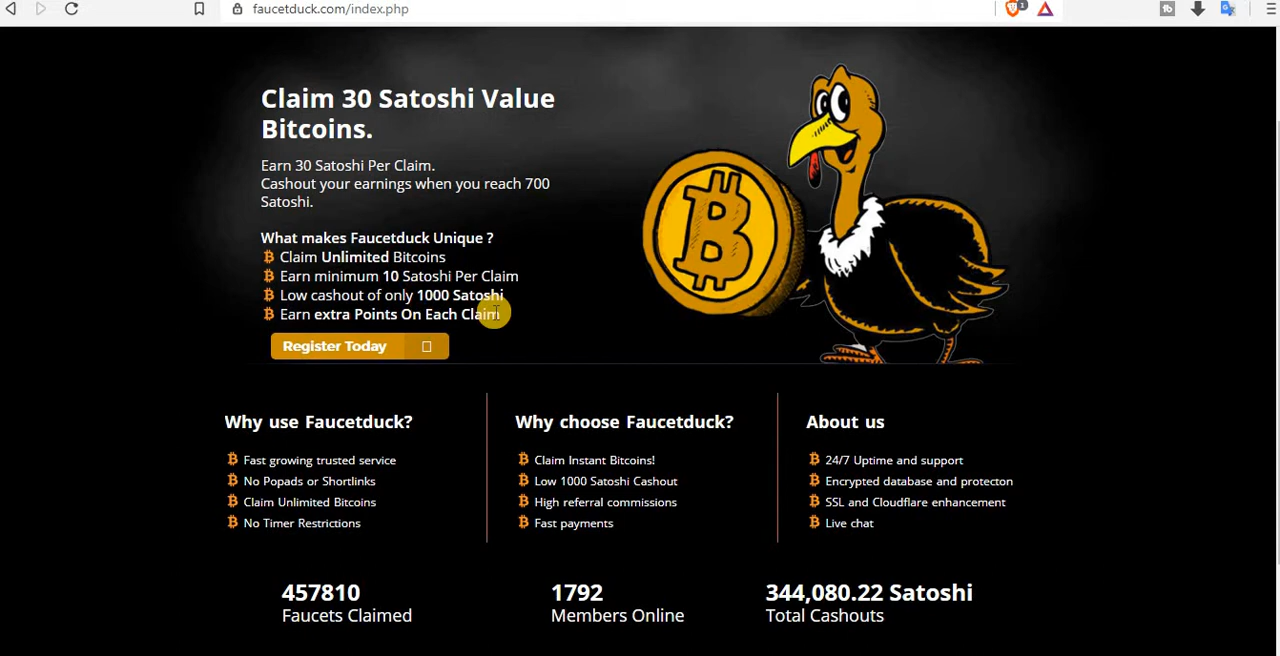 faucetduck.com/index.php
1
Claim 30 Satoshi Value
Bitcoins.
Earn 30 Satoshi Per Claim.
Cashout your earnings when you reach 700
Satoshi.
What makes Faucetduck Unique ?
Claim Unlimited Bitcoins
Earn minimum 10 Satoshi Per Claim
Low cashout of only 1000 Satoshi
Earn extra Points On Each Claim
Register Today
Why use Faucetduck?
Fast growing trusted service
No Popads or Shortlinks
Claim Unlimited Bitcoins
No Timer Restrictions
Why choose Faucetduck?
Claim Instant Bitcoins!
Low 1000 Satoshi Cashout
High referral commissions
Fast payments
About us
24/7 Uptime and support
Encrypted database and protecton
SSL and Cloudflare enhancement
Live chat
457810
Faucets Claimed
1792
Members Online
344,080.22 Satoshi
Total Cashouts